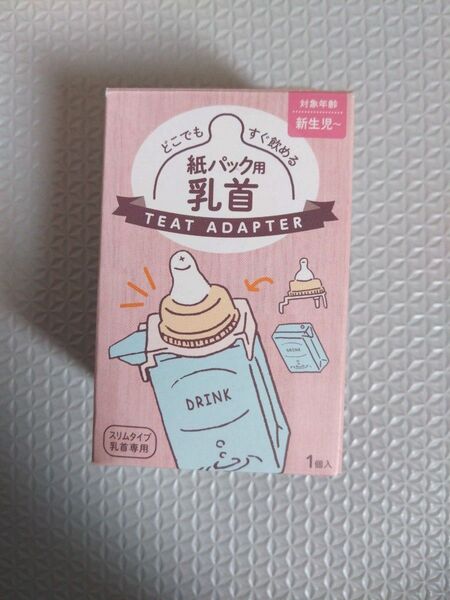 対象年齢
新生児～
どこでも すぐ飲める
紙パック用
乳首
TEAT ADAPTER
DRINK
DRINK
スリムタイプ
乳首専用
1個入